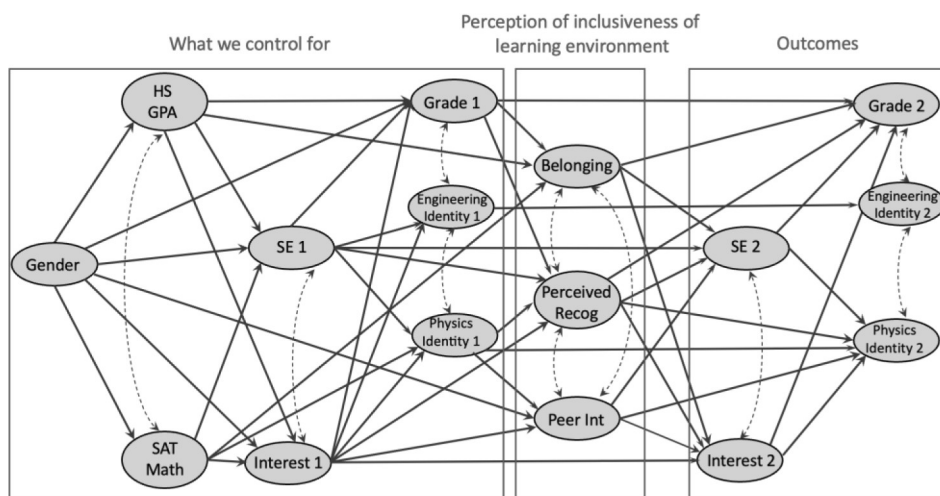 What we control for
Perception of inclusiveness of
learning environment
Outcomes
HS
GPA
Grade 1
Grade 2
Belonging
Engineering
Identity 1
Engineering
Identity 2
Gender
SE 1
SE 2
Perceived
Recog
Physics
Identity 1
Physics
Identity 2
Peer Int
SAT
Math
Interest 1
Interest 2